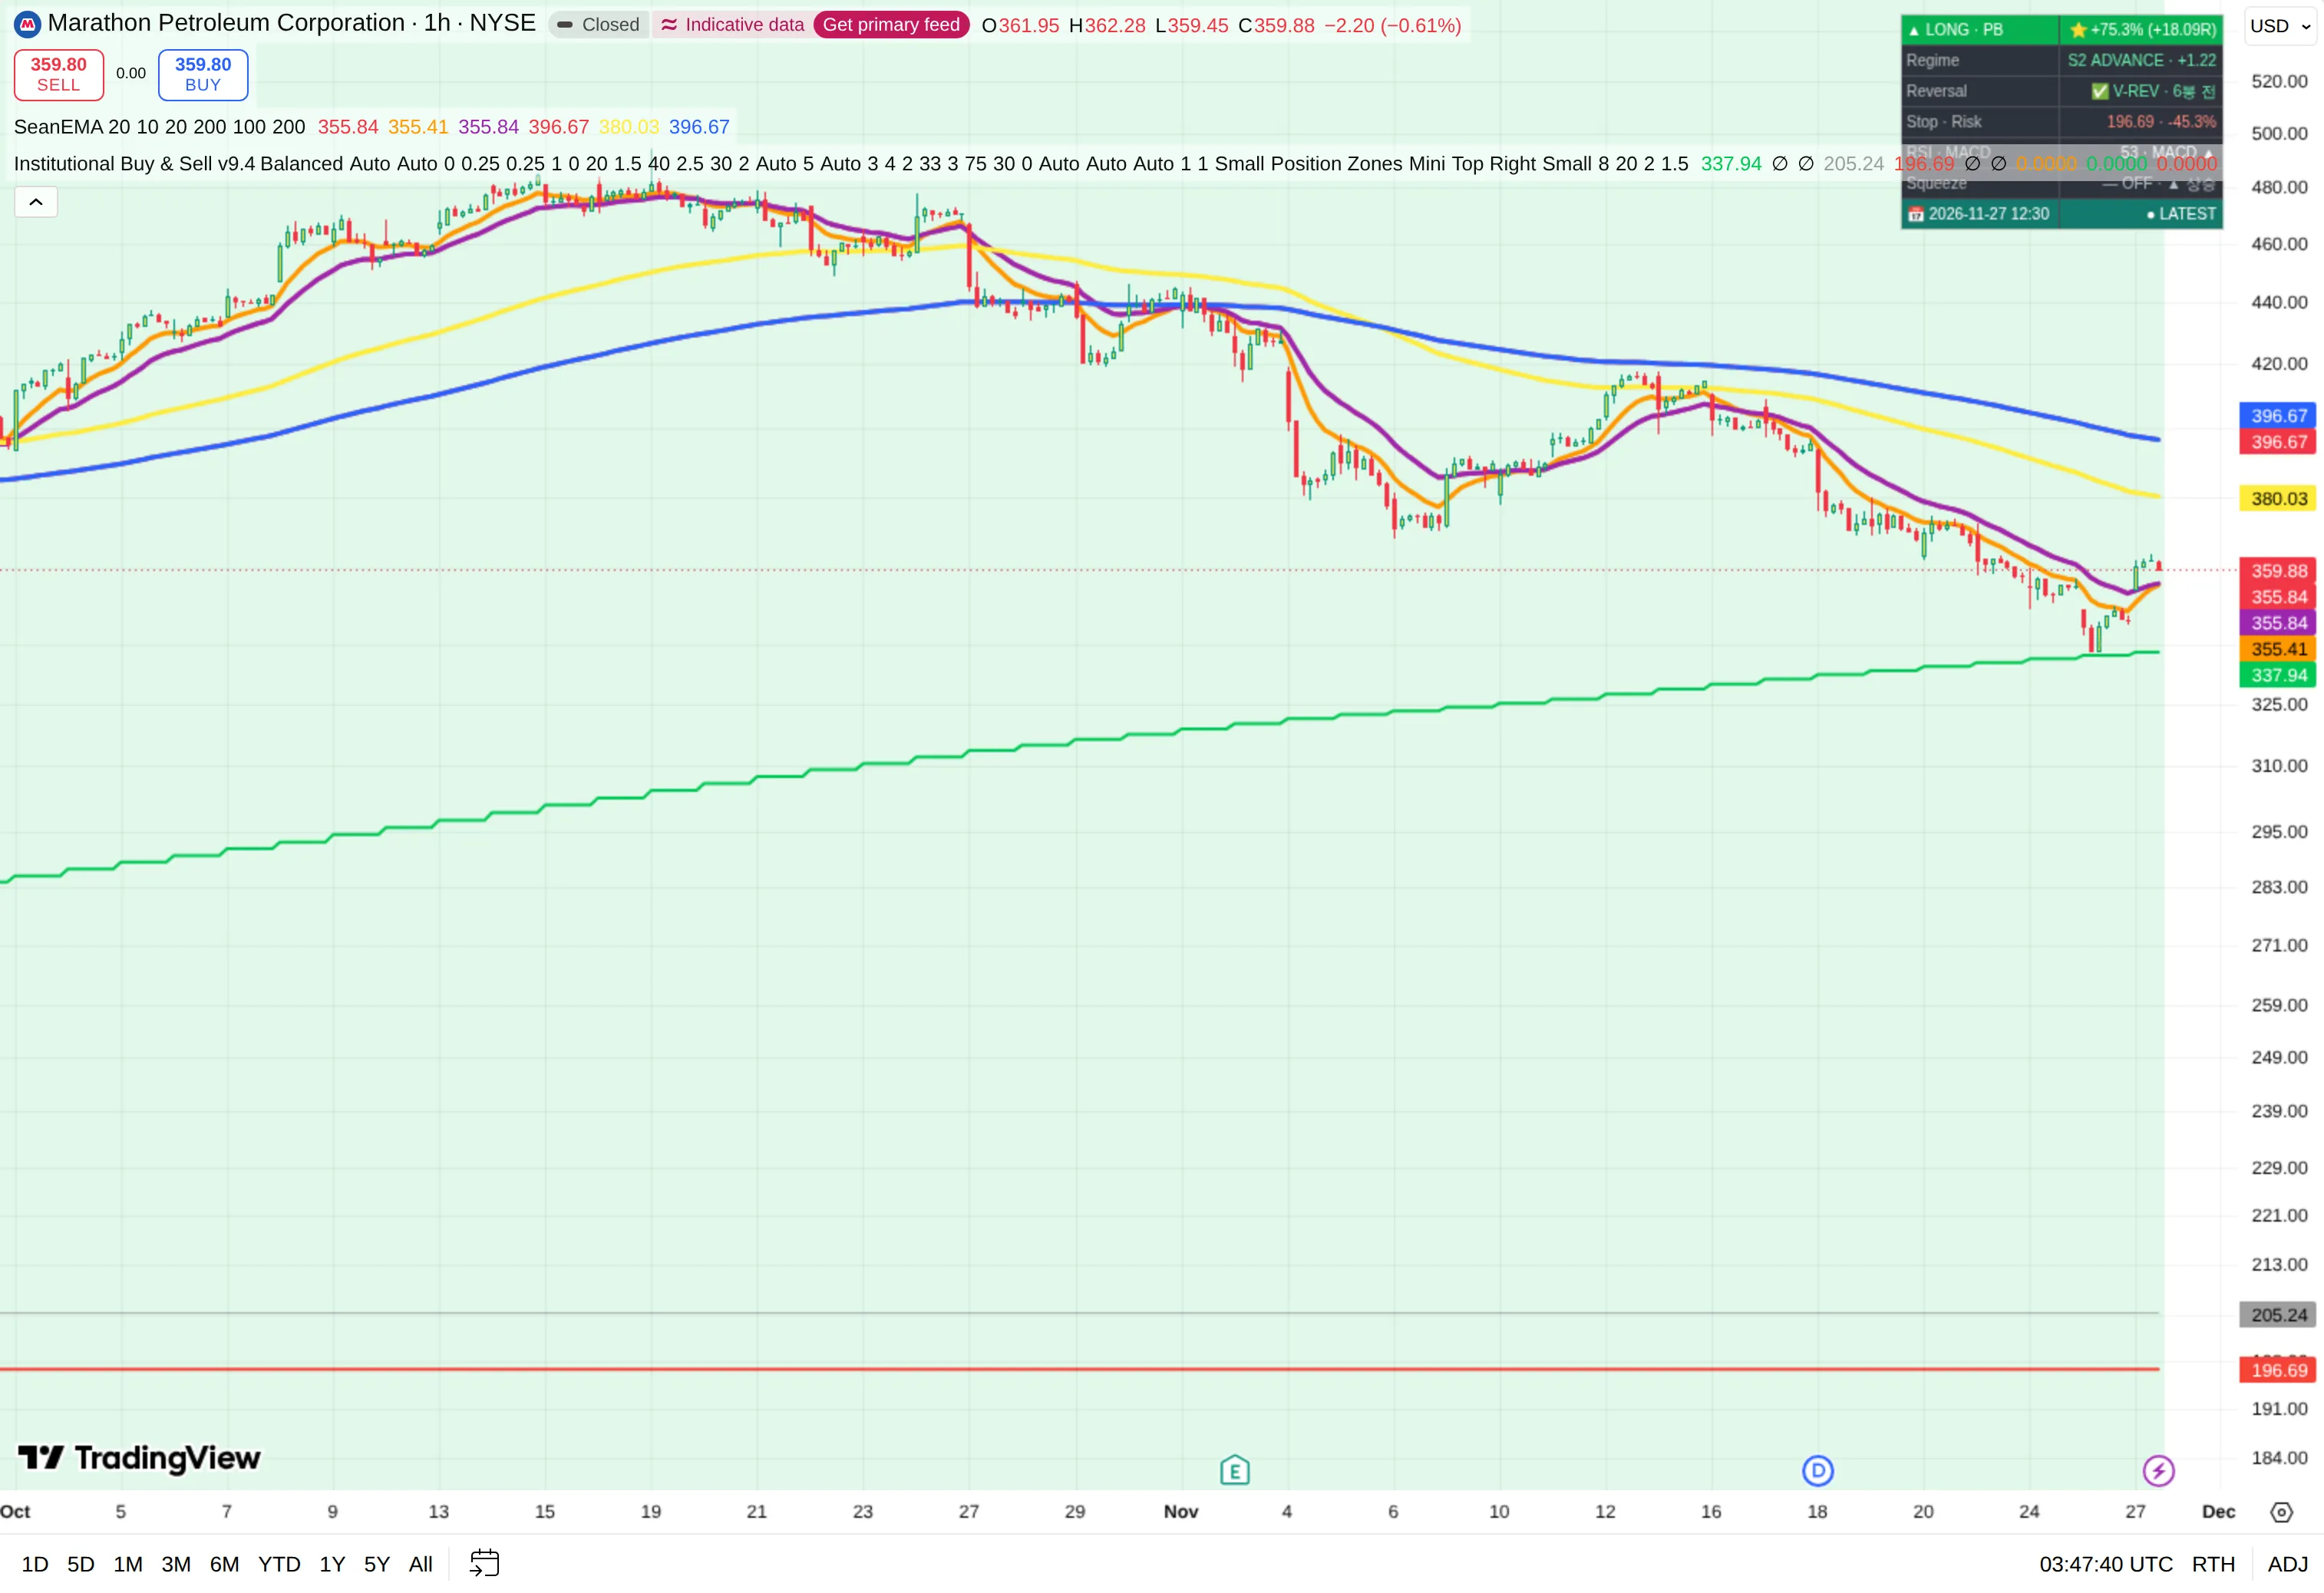 Marathon Petroleum Corporation · 1h · NYSE Closed Indicative data Get primary feed O361.95 H362.28 L359.45 C359.88 −2.20 (−0.61%)
359.80
SELL
0.00
359.80
BUY
SeanEMA 20 10 20 200 100 200 355.84 355.41 355.84 396.67 380.03 396.67
Institutional Buy & Sell v9.4 Balanced Auto Auto 0 0.25 0.25 1 0 20 1.5 40 2.5 30 2 Auto 5 Auto 3 4 2 33 3 75 30 0 Auto Auto Auto 1 1 Small Position Zones Mini Top Right Small 8 20 2 1.5 337.94 ∅ ∅ 205.24 196.69 ∅ ∅ 0.0000 0.0000 0.0000
▲ LONG · PB ⭐ +75.3% (+18.09R)
Regime S2 ADVANCE · +1.22
Reversal ✅ V-REV · 6봉 전
Stop · Risk 196.69 · -45.3%
RSI · MACD 53 · MACD ▲
Squeeze — OFF · ▲ 상승
📅 2026-11-27 12:30 ● LATEST
USD
520.00
500.00
480.00
460.00
440.00
420.00
396.67
396.67
380.03
359.88
355.84
355.84
355.41
337.94
325.00
310.00
295.00
283.00
271.00
259.00
249.00
239.00
229.00
221.00
213.00
205.24
196.69
191.00
184.00
TradingView
E
D
Oct 5 7 9 13 15 19 21 23 27 29 Nov 4 6 10 12 16 18 20 24 27 Dec
1D 5D 1M 3M 6M YTD 1Y 5Y All 03:47:40 UTC RTH ADJ